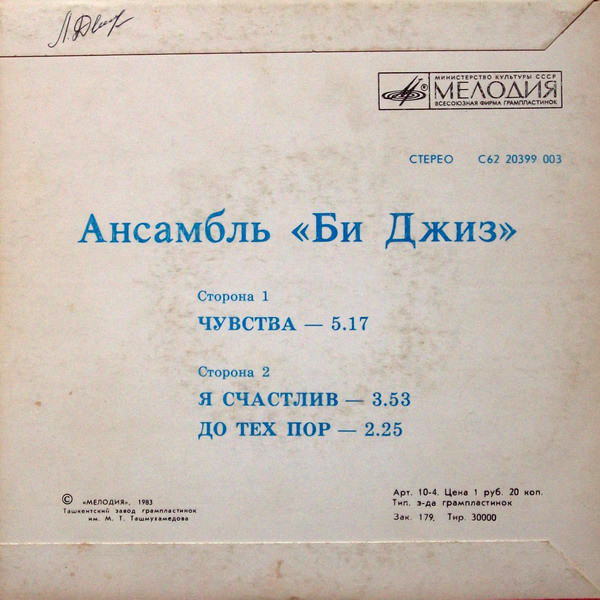 МИНИСТЕРСТВО КУЛЬТУРЫ СССР
МЕЛОДИЯ
ВСЕСОЮЗНАЯ ФИРМА ГРАМПЛАСТИНОК
СТЕРЕО С62 20399 003
Ансамбль «Би Джиз»
Сторона 1
ЧУВСТВА — 5.17
Сторона 2
Я СЧАСТЛИВ — 3.53
ДО ТЕХ ПОР — 2.25
© «МЕЛОДИЯ», 1983
Ташкентский завод грампластинок
им. М. Т. Ташмухамедова
Арт. 10-4. Цена 1 руб. 20 коп.
Тип. з-да грампластинок
Зак. 179, Тир. 30000